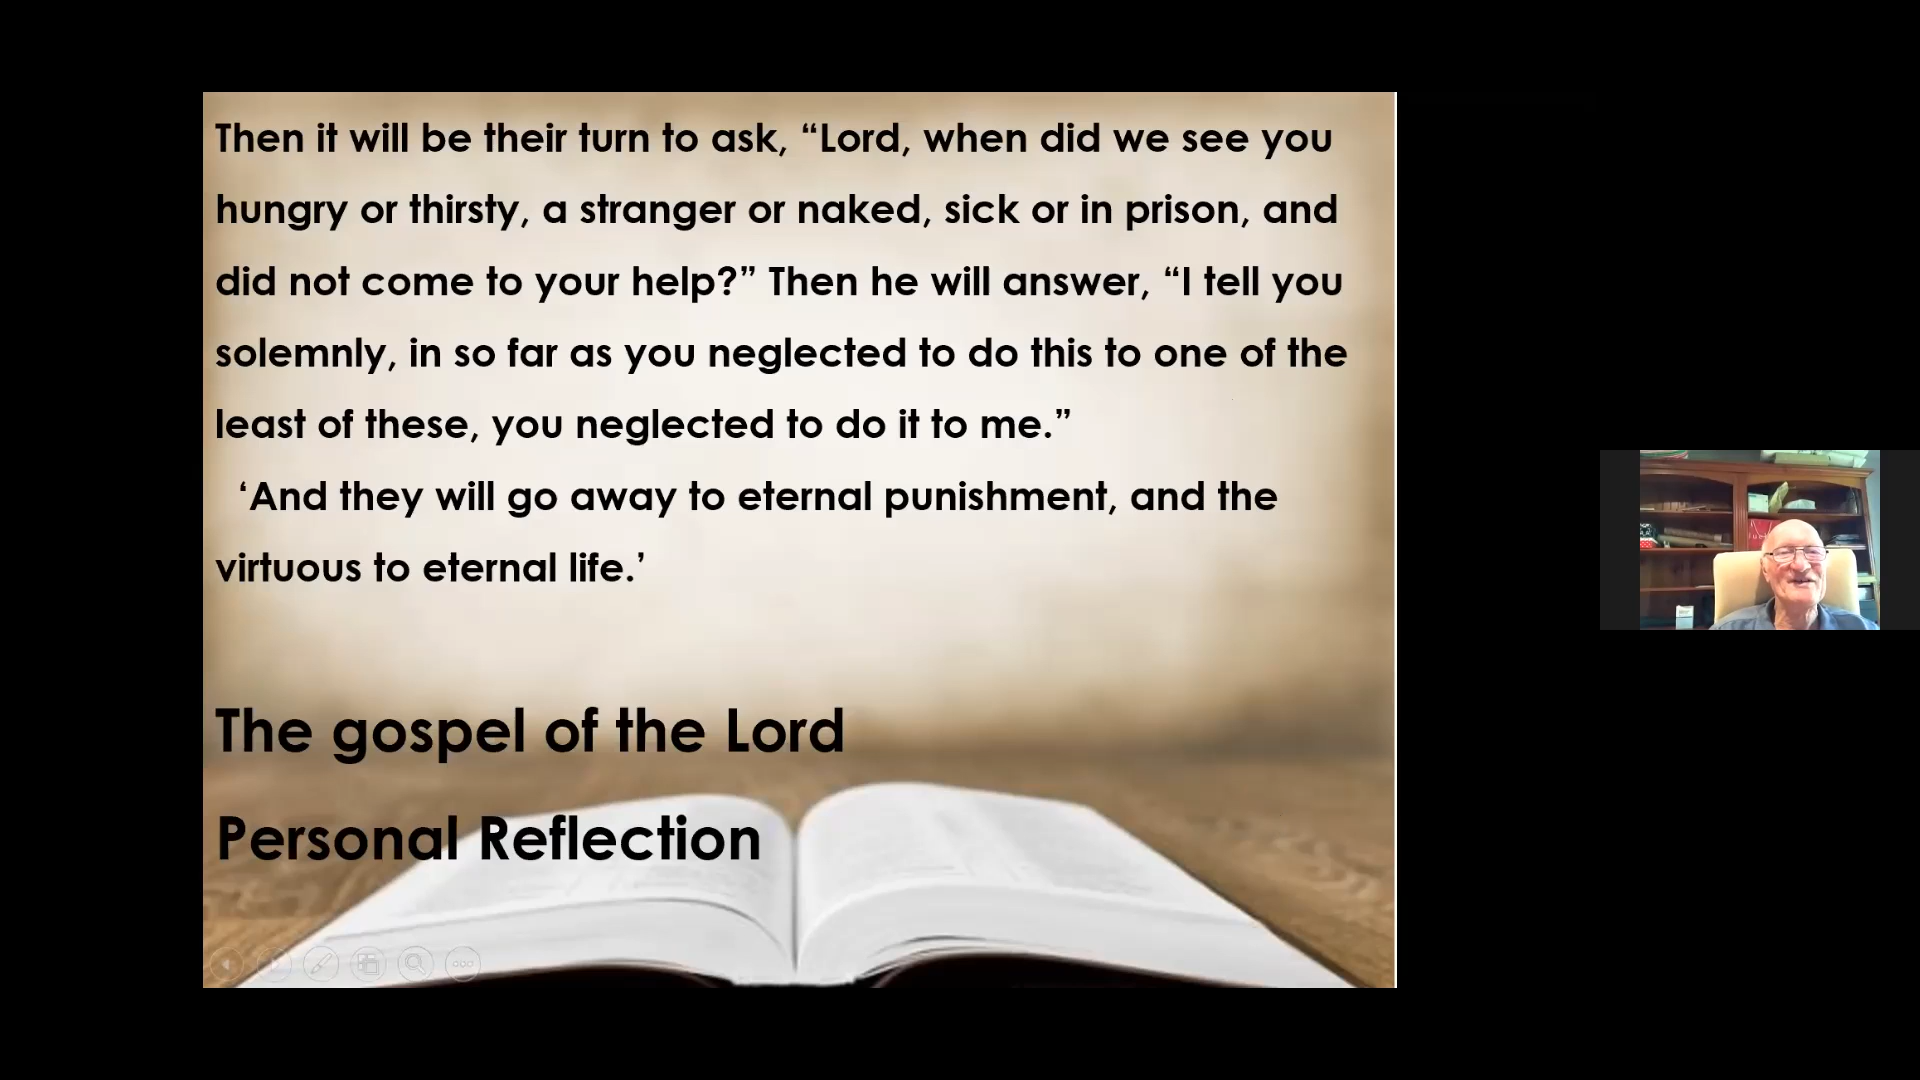 Then it will be their turn to ask, “Lord, when did we see you
hungry or thirsty, a stranger or naked, sick or in prison, and
did not come to your help?” Then he will answer, “I tell you
solemnly, in so far as you neglected to do this to one of the
least of these, you neglected to do it to me.”
‘And they will go away to eternal punishment, and the
virtuous to eternal life.’
The gospel of the Lord
Personal Reflection